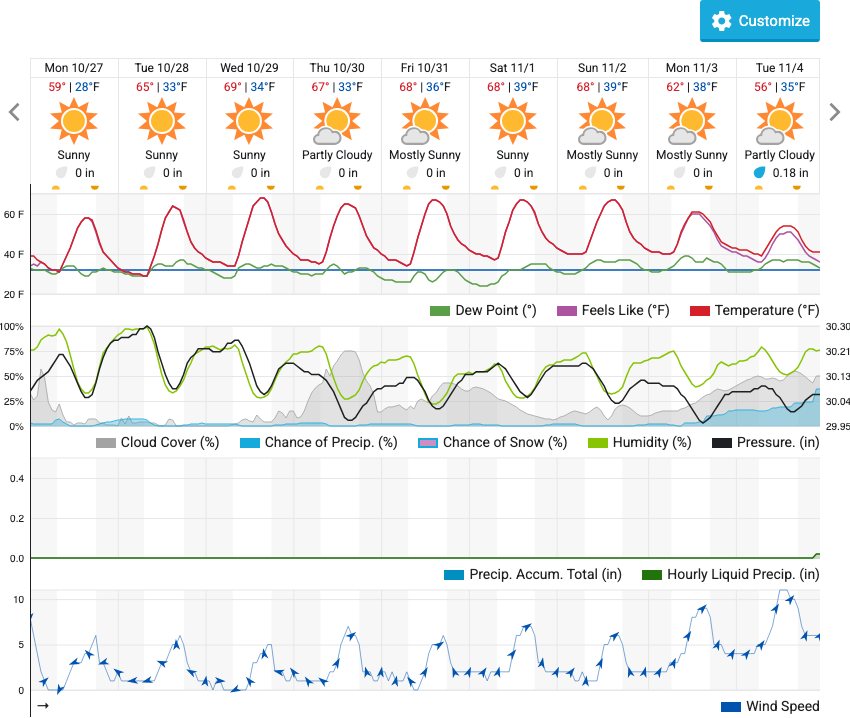 Customize
Mon 10/27 Tue 10/28 Wed 10/29 Thu 10/30 Fri 10/31 Sat 11/1 Sun 11/2 Mon 11/3 Tue 11/4
59° | 28°F 65° | 33°F 69° | 34°F 67° | 33°F 68° | 36°F 68° | 39°F 68° | 39°F 62° | 38°F 56° | 35°F
Sunny Sunny Sunny Partly Cloudy Mostly Sunny Sunny Mostly Sunny Mostly Sunny Partly Cloudy
0 in 0 in 0 in 0 in 0 in 0 in 0 in 0 in 0.18 in
60 F
40 F
20 F
Dew Point (°) Feels Like (°F) Temperature (°F)
100% 30.30
75% 30.21
50% 30.13
25% 30.04
0% 29.95
Cloud Cover (%) Chance of Precip. (%) Chance of Snow (%) Humidity (%) Pressure. (in)
0.4
0.2
0.0
Precip. Accum. Total (in) Hourly Liquid Precip. (in)
10
5
0
Wind Speed